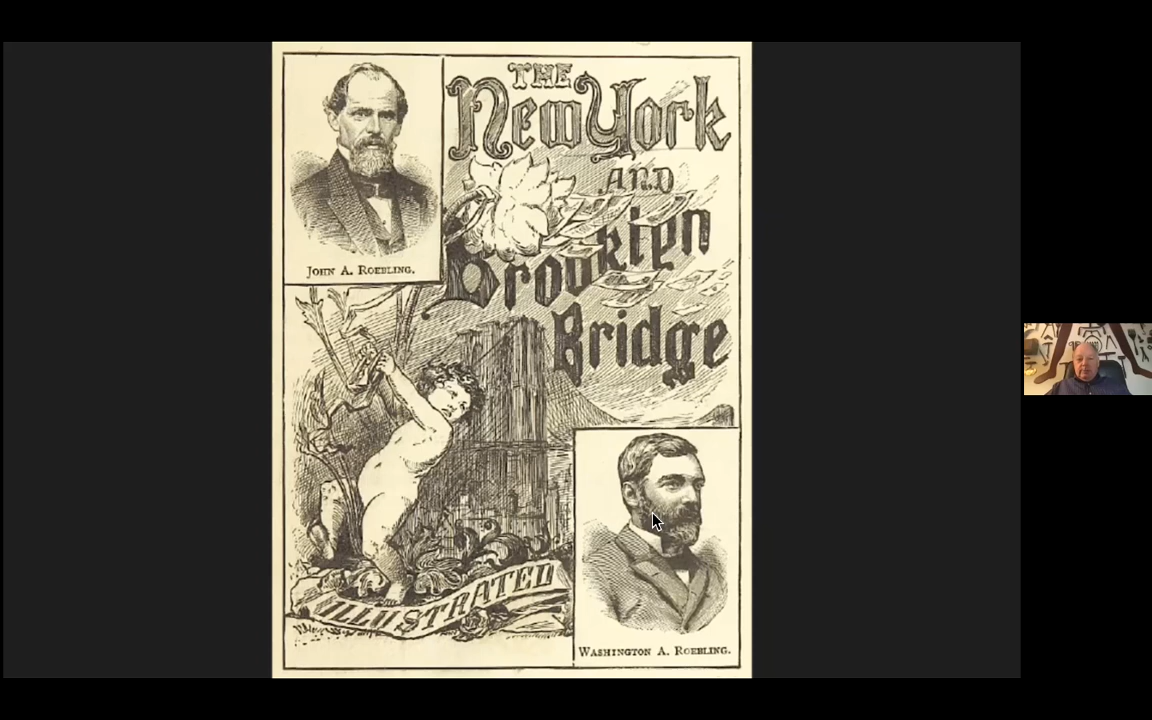 THE
New York
AND
Brooklyn
Bridge
JOHN A. ROEBLING.
ILLUSTRATED
WASHINGTON A. ROEBLING.